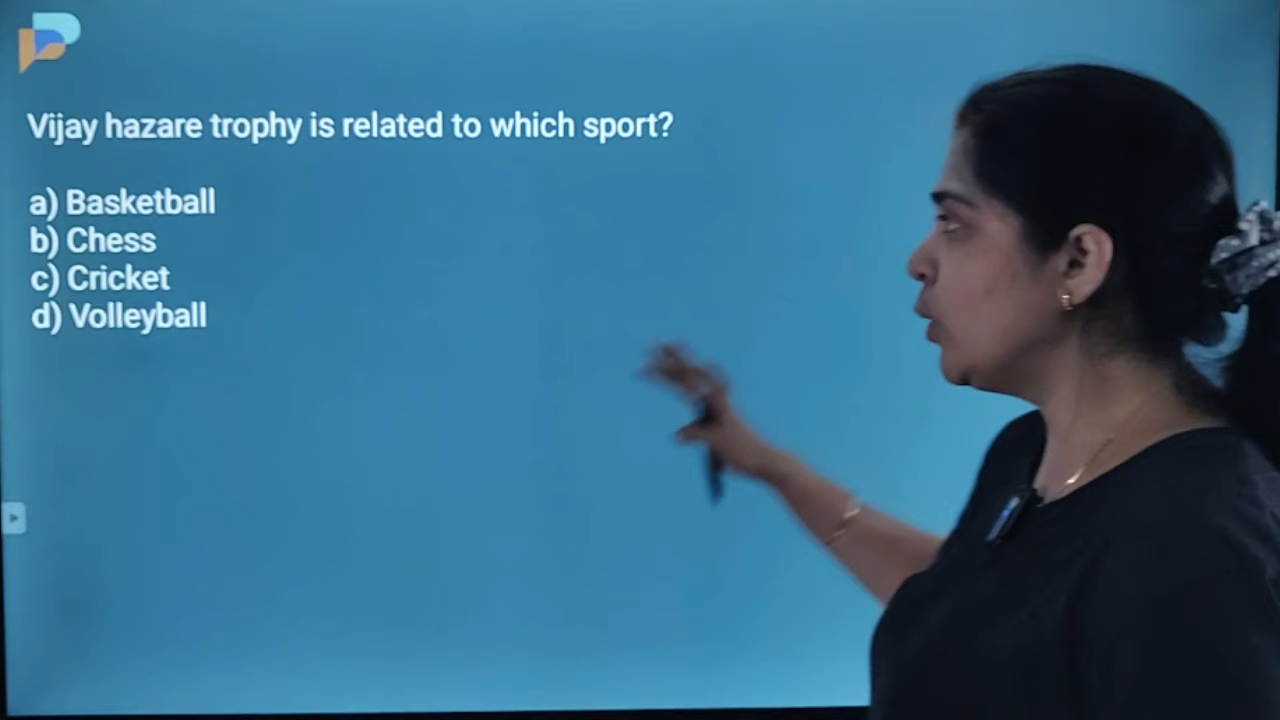 Vijay hazare trophy is related to which sport?
a) Basketball
b) Chess
c) Cricket
d) Volleyball